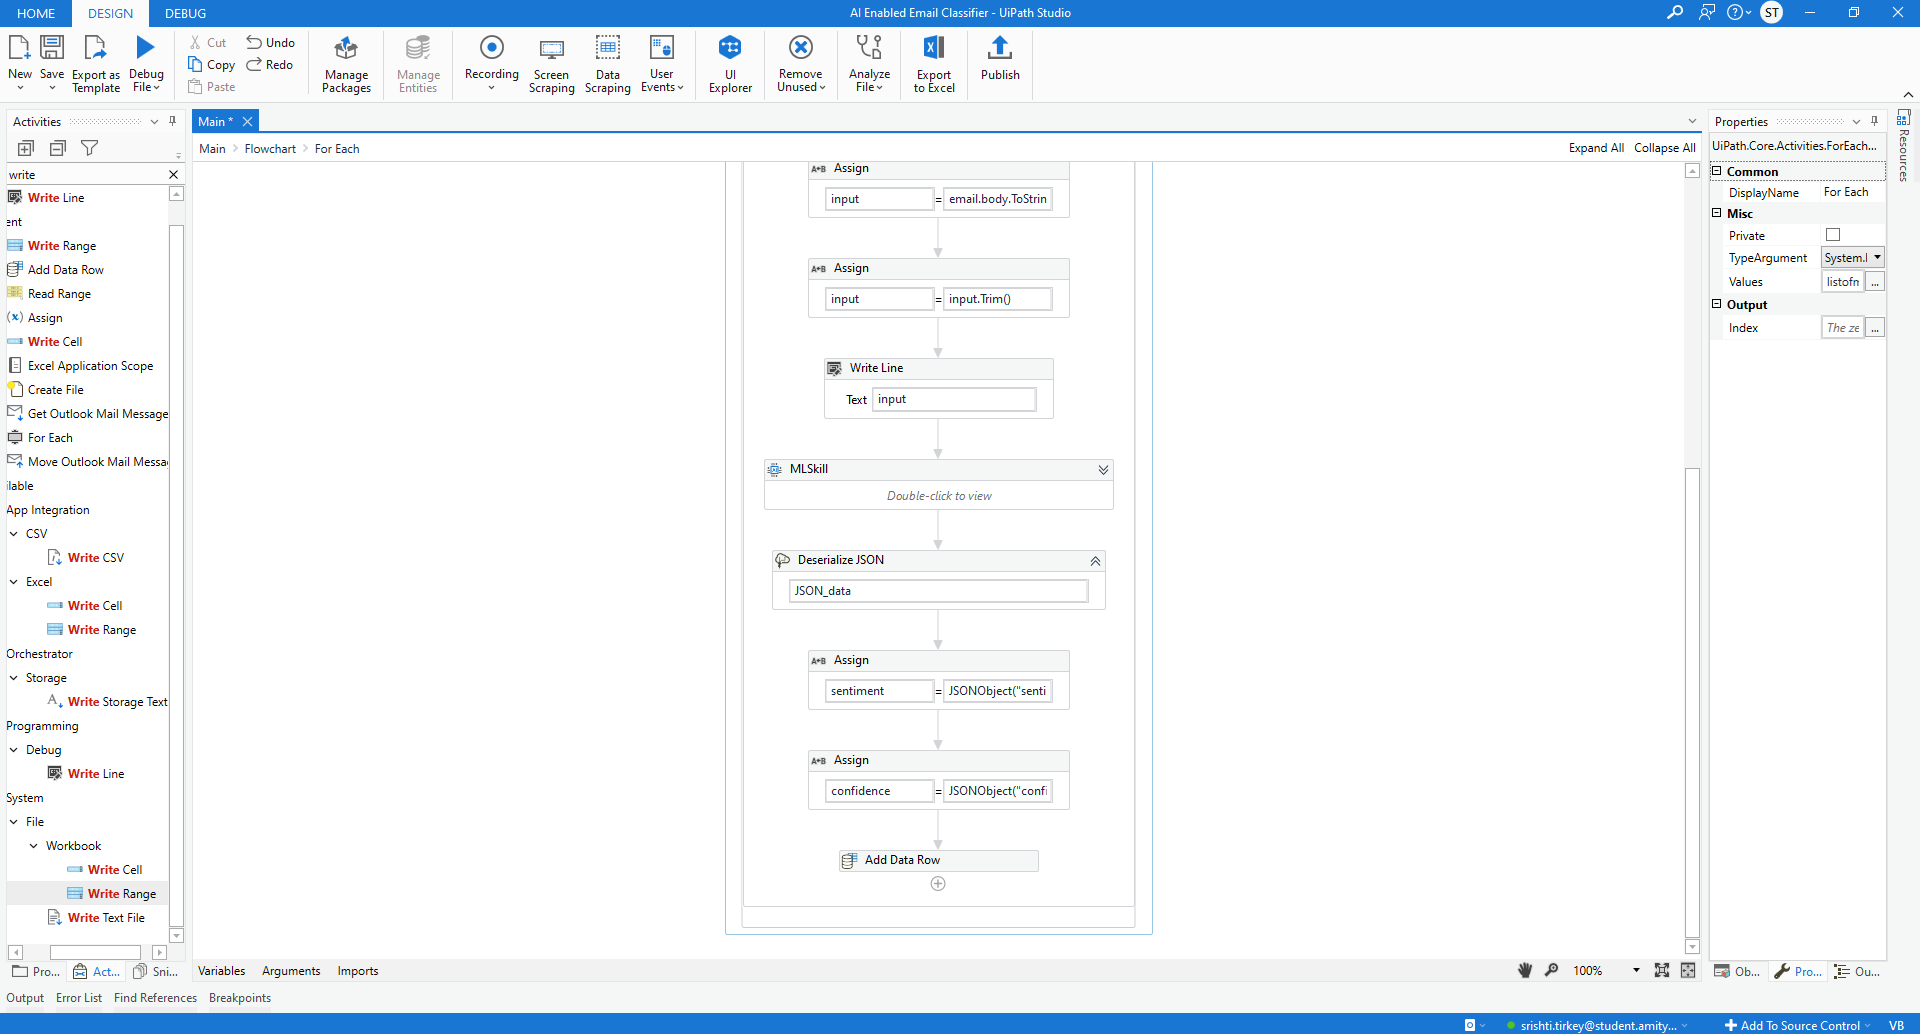 HOME DESIGN DEBUG AI Enabled Email Classifier - UiPath Studio ST
New Save Export as Template Debug File Cut Copy Paste Undo Redo Manage Packages Manage Entities Recording Screen Scraping Data Scraping User Events UI Explorer Remove Unused Analyze File Export to Excel Publish
Activities
write
Write Line
ent
Write Range
Add Data Row
Read Range
Assign
Write Cell
Excel Application Scope
Create File
Get Outlook Mail Message
For Each
Move Outlook Mail Messa
ilable
App Integration
CSV
Write CSV
Excel
Write Cell
Write Range
Orchestrator
Storage
Write Storage Text
Programming
Debug
Write Line
System
File
Workbook
Write Cell
Write Range
Write Text File
Pro... Act... Sni...
Main *
Main > Flowchart > For Each
Expand All Collapse All
A+B Assign
input = email.body.ToStrin
A+B Assign
input = input.Trim()
Write Line
Text input
MLSkill
Double-click to view
Deserialize JSON
JSON_data
A+B Assign
sentiment = JSONObject("senti
A+B Assign
confidence = JSONObject("confi
Add Data Row
Variables Arguments Imports
100%
Properties
UiPath.Core.Activities.ForEach...
Common
DisplayName For Each
Misc
Private
TypeArgument System.
Values listofm ...
Output
Index The ze ...
Ob... Pro... Ou...
Resources
Output Error List Find References Breakpoints
srishti.tirkey@student.amity... Add To Source Control VB